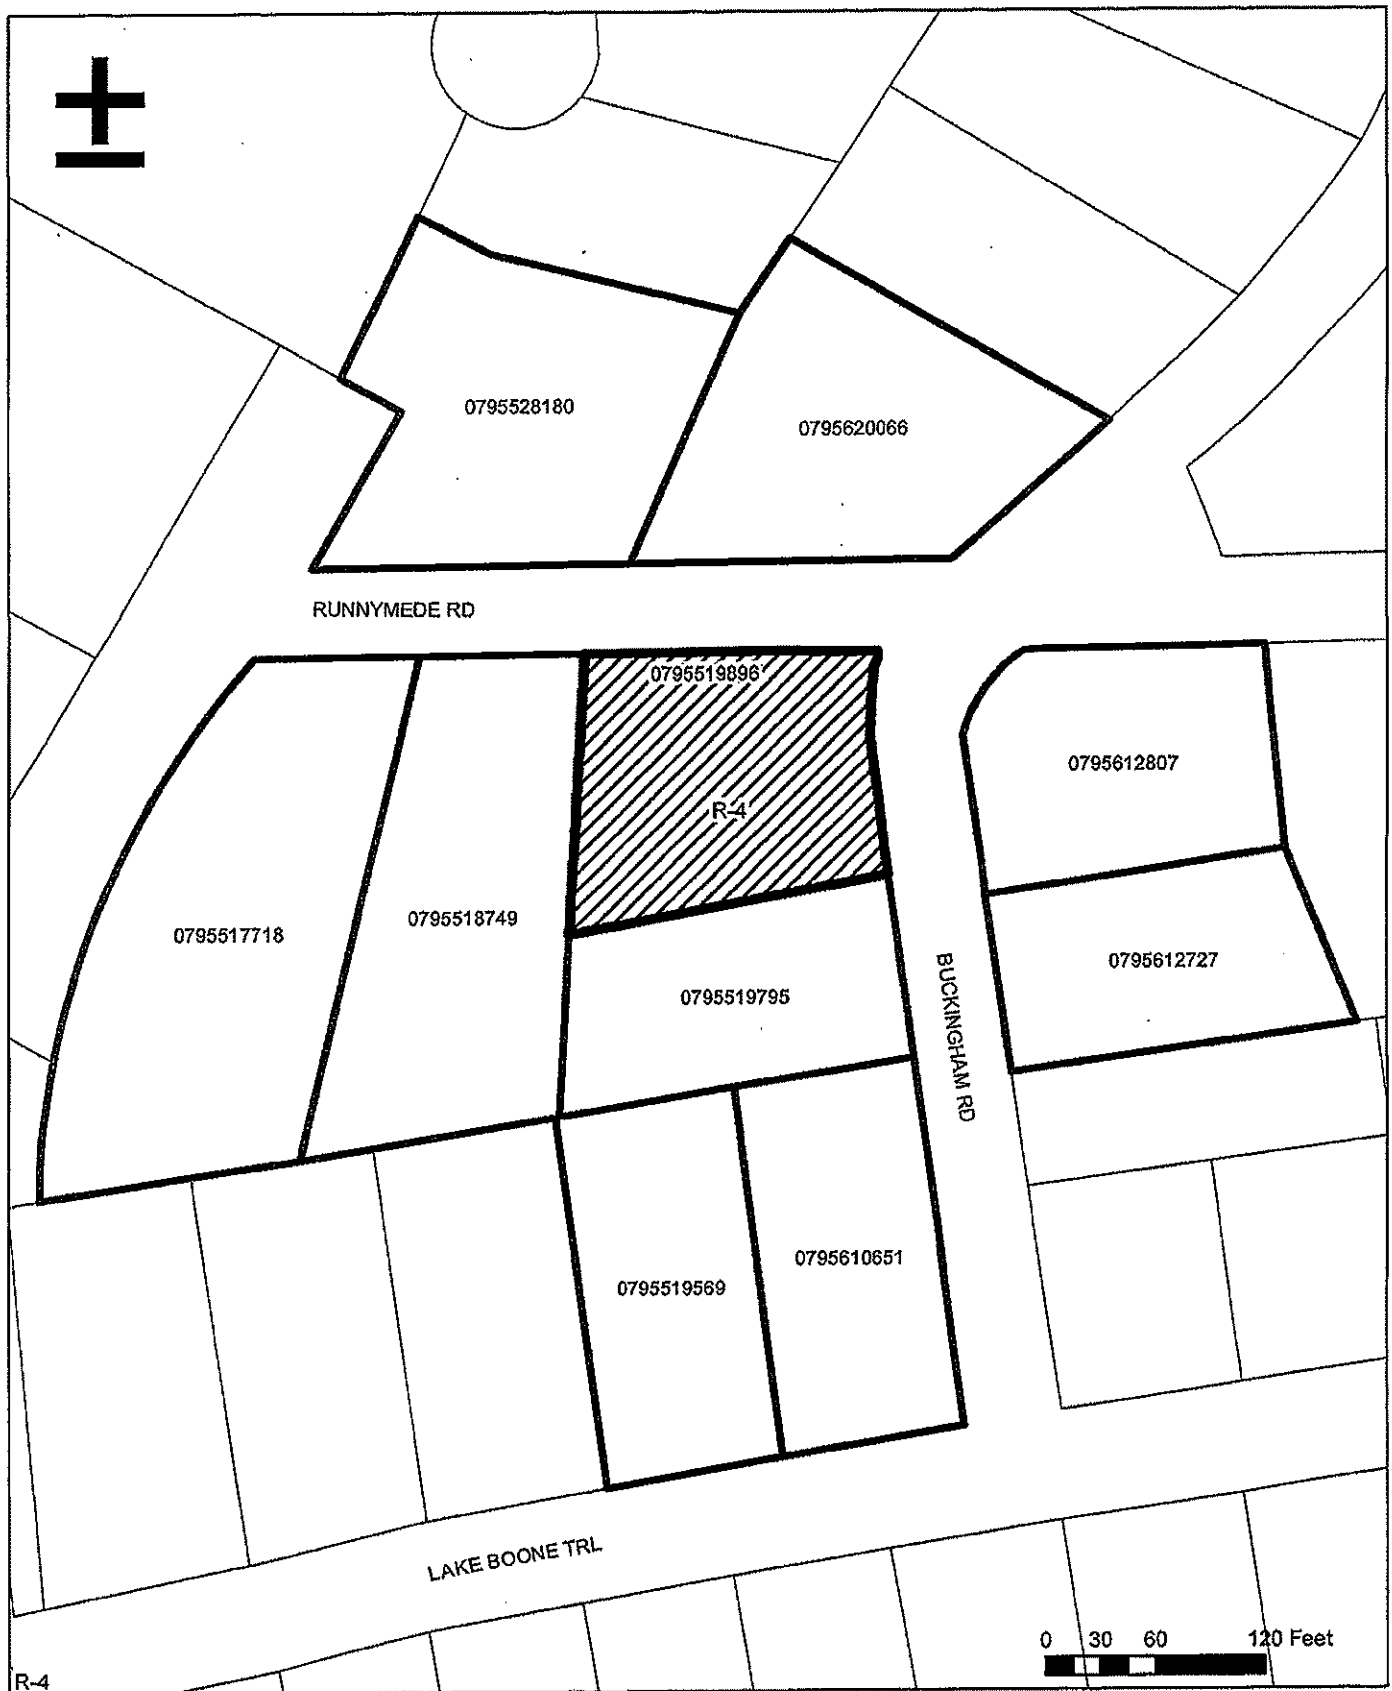 0795528180
0795620066
RUNNYMEDE RD
0795519896
0795612807
R-4
0795518749
0795517718
0795612727
0795519795
BUCKINGHAM RD
0795610651
0795519569
LAKE BOONE TRL
0 30 60 120 Feet
R-4